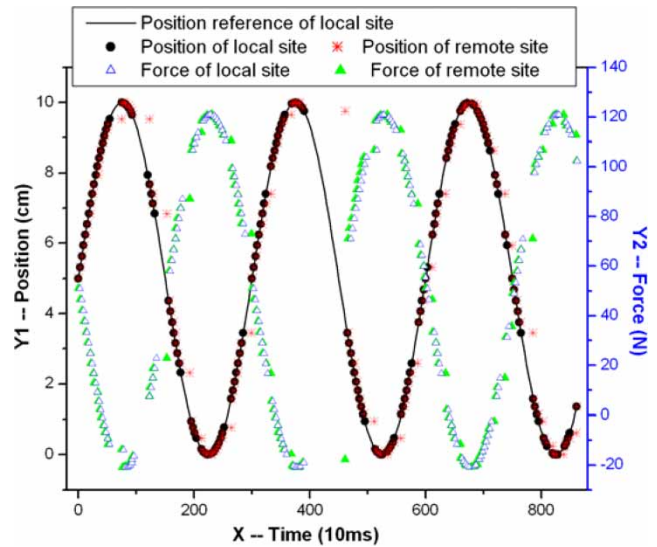 Position reference of local site
Position of local site
Position of remote site
Force of local site
Force of remote site
Y1 -- Position (cm)
10
8
6
4
2
0
Y2 -- Force (N)
140
120
100
80
60
40
20
0
-20
0
200
400
600
800
X -- Time (10ms)